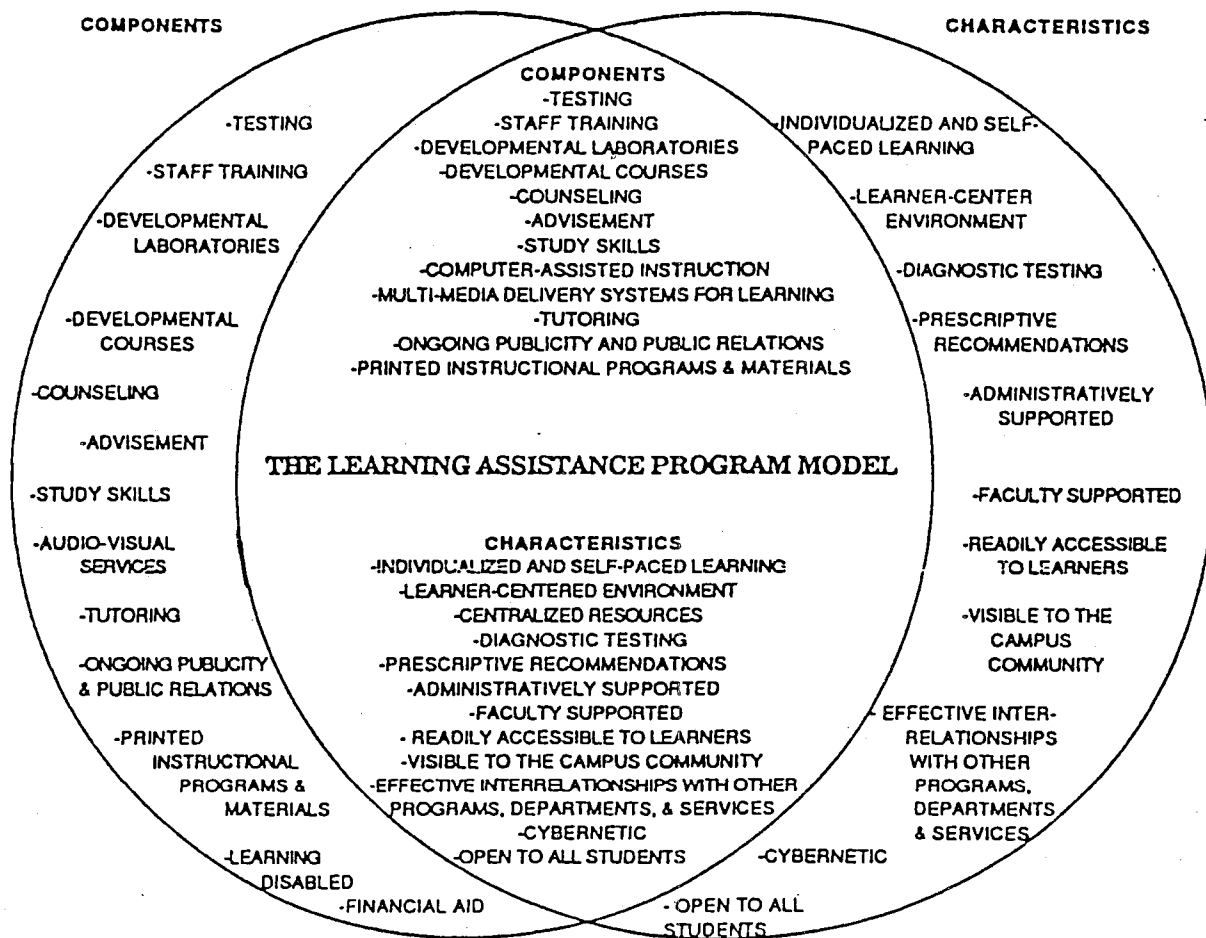 COMPONENTS
-TESTING
-STAFF TRAINING
-DEVELOPMENTAL
LABORATORIES
-DEVELOPMENTAL
COURSES
-COUNSELING
-ADVISEMENT
-STUDY SKILLS
-AUDIO-VISUAL
SERVICES
-TUTORING
-ONGOING PUBLICITY
& PUBLIC RELATIONS
-PRINTED
INSTRUCTIONAL
PROGRAMS &
MATERIALS
-LEARNING
DISABLED
-FINANCIAL AID
COMPONENTS
-TESTING
-STAFF TRAINING
-DEVELOPMENTAL LABORATORIES
-DEVELOPMENTAL COURSES
-COUNSELING
-ADVISEMENT
-STUDY SKILLS
-COMPUTER-ASSISTED INSTRUCTION
-MULTI-MEDIA DELIVERY SYSTEMS FOR LEARNING
-TUTORING
-ONGOING PUBLICITY AND PUBLIC RELATIONS
-PRINTED INSTRUCTIONAL PROGRAMS & MATERIALS
THE LEARNING ASSISTANCE PROGRAM MODEL
CHARACTERISTICS
-INDIVIDUALIZED AND SELF-PACED LEARNING
-LEARNER-CENTERED ENVIRONMENT
-CENTRALIZED RESOURCES
-DIAGNOSTIC TESTING
-PRESCRIPTIVE RECOMMENDATIONS
-ADMINISTRATIVELY SUPPORTED
-FACULTY SUPPORTED
- READILY ACCESSIBLE TO LEARNERS
-VISIBLE TO THE CAMPUS COMMUNITY
-EFFECTIVE INTERRELATIONSHIPS WITH OTHER
PROGRAMS, DEPARTMENTS, & SERVICES
-CYBERNETIC
-OPEN TO ALL STUDENTS
CHARACTERISTICS
-INDIVIDUALIZED AND SELF-
PACED LEARNING
-LEARNER-CENTER
ENVIRONMENT
-DIAGNOSTIC TESTING
-PRESCRIPTIVE
RECOMMENDATIONS
-ADMINISTRATIVELY
SUPPORTED
-FACULTY SUPPORTED
-READILY ACCESSIBLE
TO LEARNERS
-VISIBLE TO THE
CAMPUS
COMMUNITY
- EFFECTIVE INTER-
RELATIONSHIPS
WITH OTHER
PROGRAMS,
DEPARTMENTS
& SERVICES
-CYBERNETIC
- OPEN TO ALL
STUDENTS